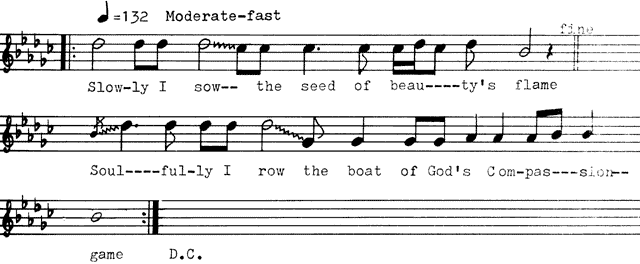 ♩=132 Moderate-fast
fine
Slow-ly I sow-- the seed of beau----ty's flame
Soul----ful-ly I row the boat of God's Com-pas---sion--
game D.C.